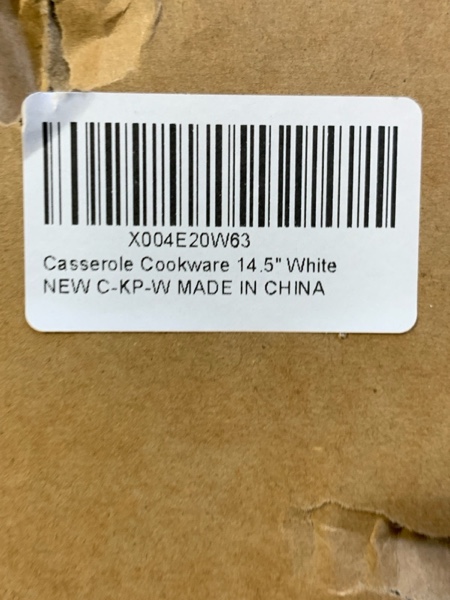 X004E20W63
Casserole Cookware 14.5" White
NEW C-KP-W MADE IN CHINA